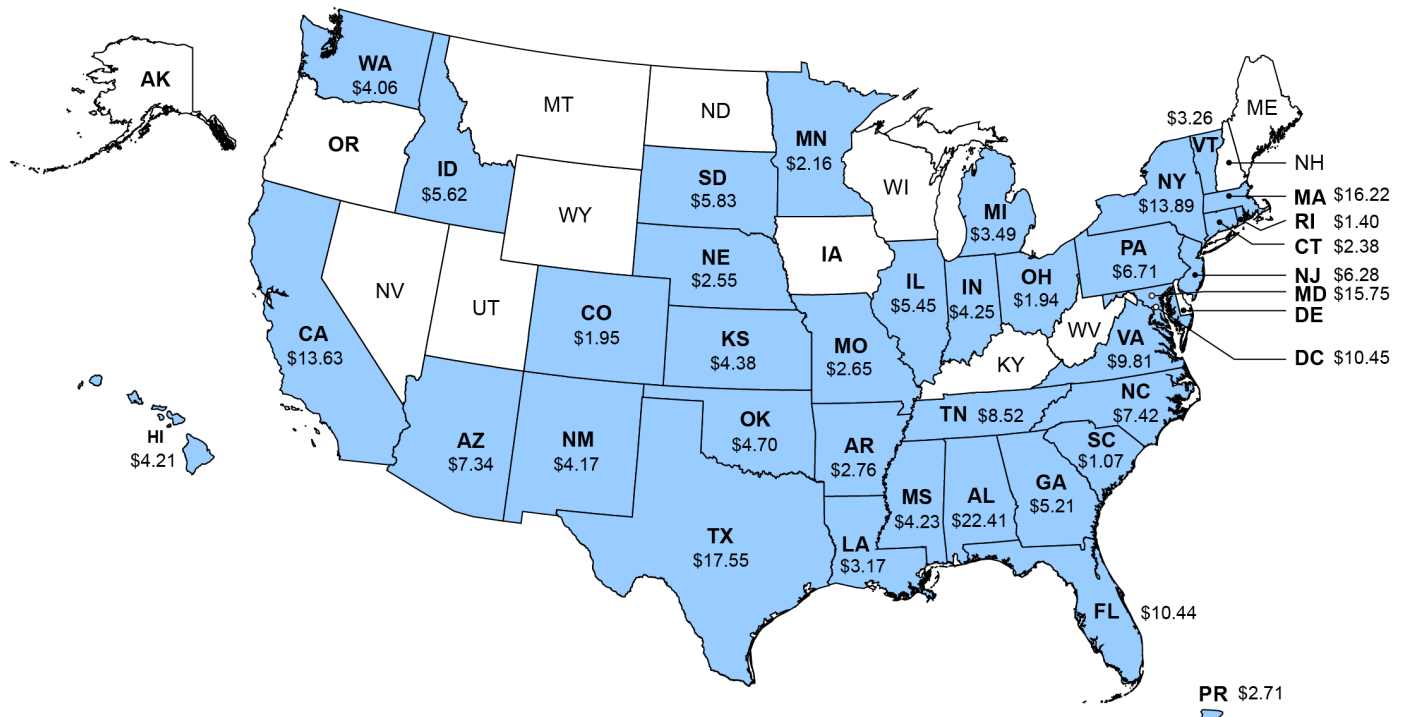 WA
$4.06
AK
MT
ND
MN
$2.16
OR
ID
$5.62
SD
$5.83
WI
MI
$3.49
$3.26
VT
ME
NH
NY
$13.89
MA $16.22
RI $1.40
CT $2.38
WY
NE
$2.55
IA
PA
$6.71
NJ $6.28
MD $15.75
DE
DC $10.45
NV
UT
CO
$1.95
IL
$5.45
IN
$4.25
OH
$1.94
WV
VA
$9.81
CA
$13.63
KS
$4.38
MO
$2.65
KY
NC
$7.42
TN $8.52
HI
$4.21
AZ
$7.34
NM
$4.17
OK
$4.70
AR
$2.76
SC
$1.07
MS
$4.23
AL
$22.41
GA
$5.21
TX
$17.55
LA
$3.17
FL $10.44
PR $2.71